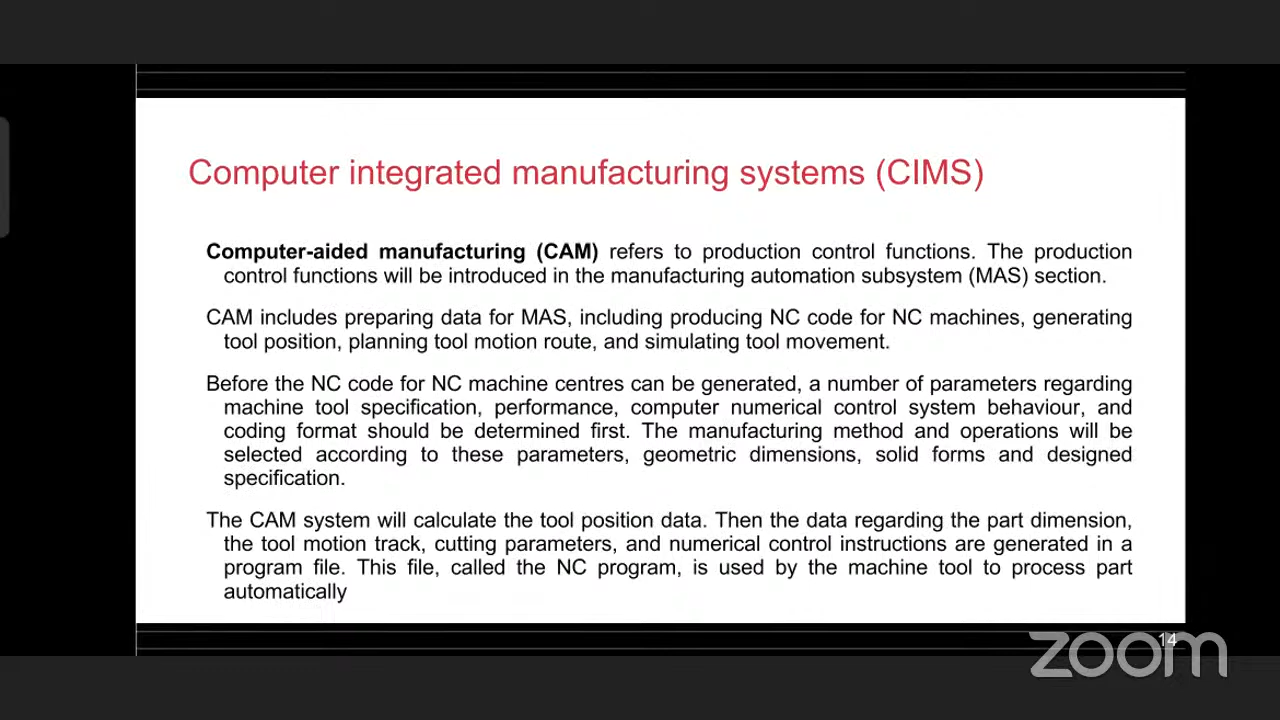 Computer integrated manufacturing systems (CIMS)
Computer-aided manufacturing (CAM) refers to production control functions. The production
control functions will be introduced in the manufacturing automation subsystem (MAS) section.
CAM includes preparing data for MAS, including producing NC code for NC machines, generating
tool position, planning tool motion route, and simulating tool movement.
Before the NC code for NC machine centres can be generated, a number of parameters regarding
machine tool specification, performance, computer numerical control system behaviour, and
coding format should be determined first. The manufacturing method and operations will be
selected according to these parameters, geometric dimensions, solid forms and designed
specification.
The CAM system will calculate the tool position data. Then the data regarding the part dimension,
the tool motion track, cutting parameters, and numerical control instructions are generated in a
program file. This file, called the NC program, is used by the machine tool to process part
automatically
14
zoom